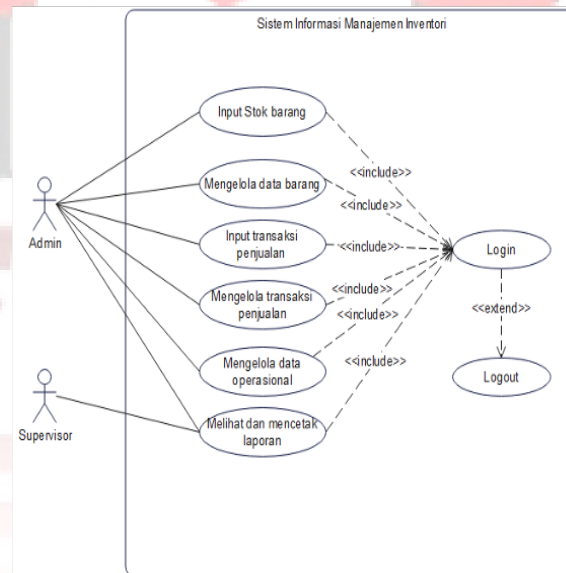 Sistem Informasi Manajemen Inventori
Input Stok barang
<<include>>
Mengelola data barang
<<include>>
Admin
Input transaksi
penjualan
<<include>>
Login
Mengelola transaksi
penjualan
<<include>>
<<include>>
<<extend>>
Mengelola data
operasional
<<include>>
Logout
Supervisor
Melihat dan mencetak
laporan